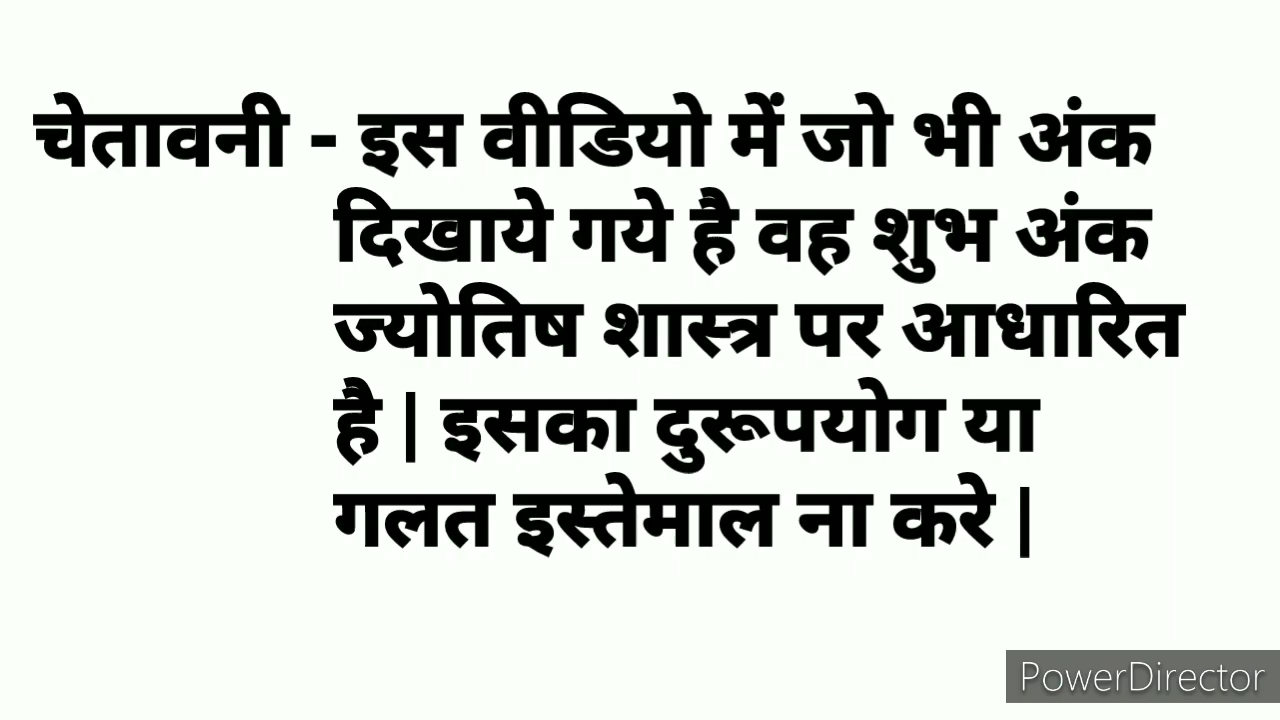 चेतावनी - इस वीडियो में जो भी अंक
दिखाये गये है वह शुभ अंक
ज्योतिष शास्त्र पर आधारित
है | इसका दुरूपयोग या
गलत इस्तेमाल ना करे |
PowerDirector